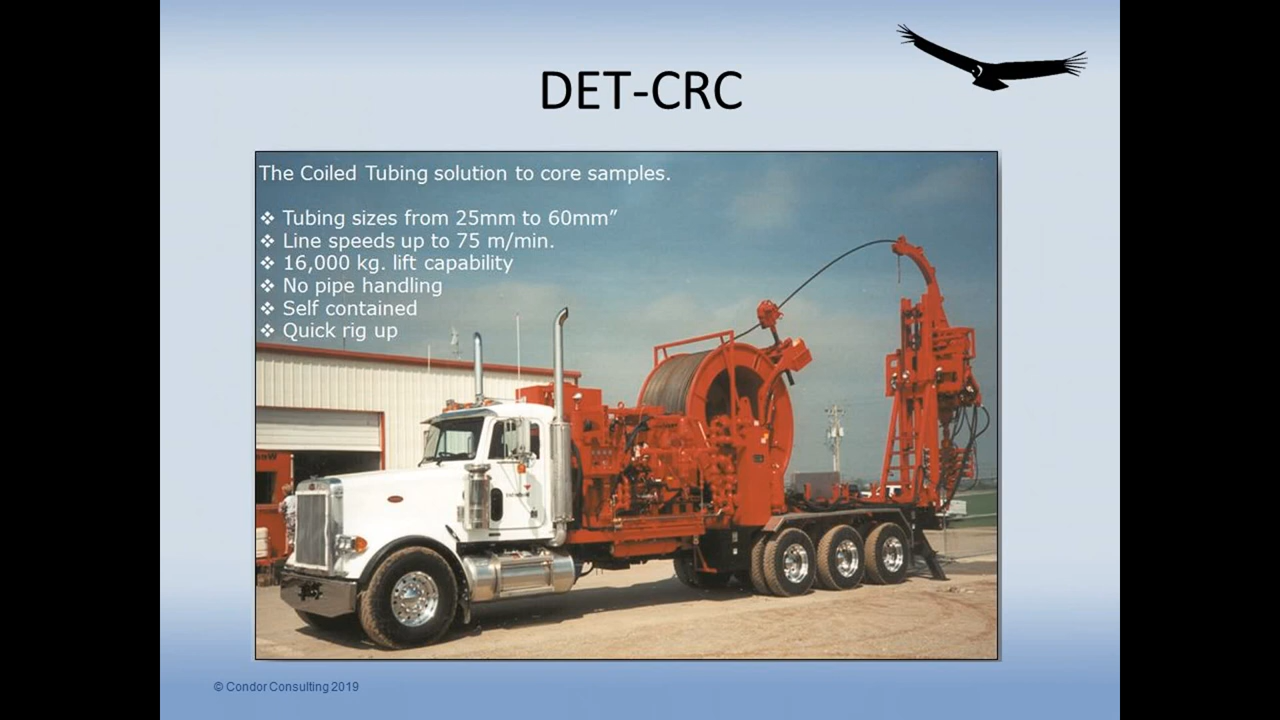 DET-CRC
The Coiled Tubing solution to core samples.
❖ Tubing sizes from 25mm to 60mm”
❖ Line speeds up to 75 m/min.
❖ 16,000 kg. lift capability
❖ No pipe handling
❖ Self contained
❖ Quick rig up
© Condor Consulting 2019